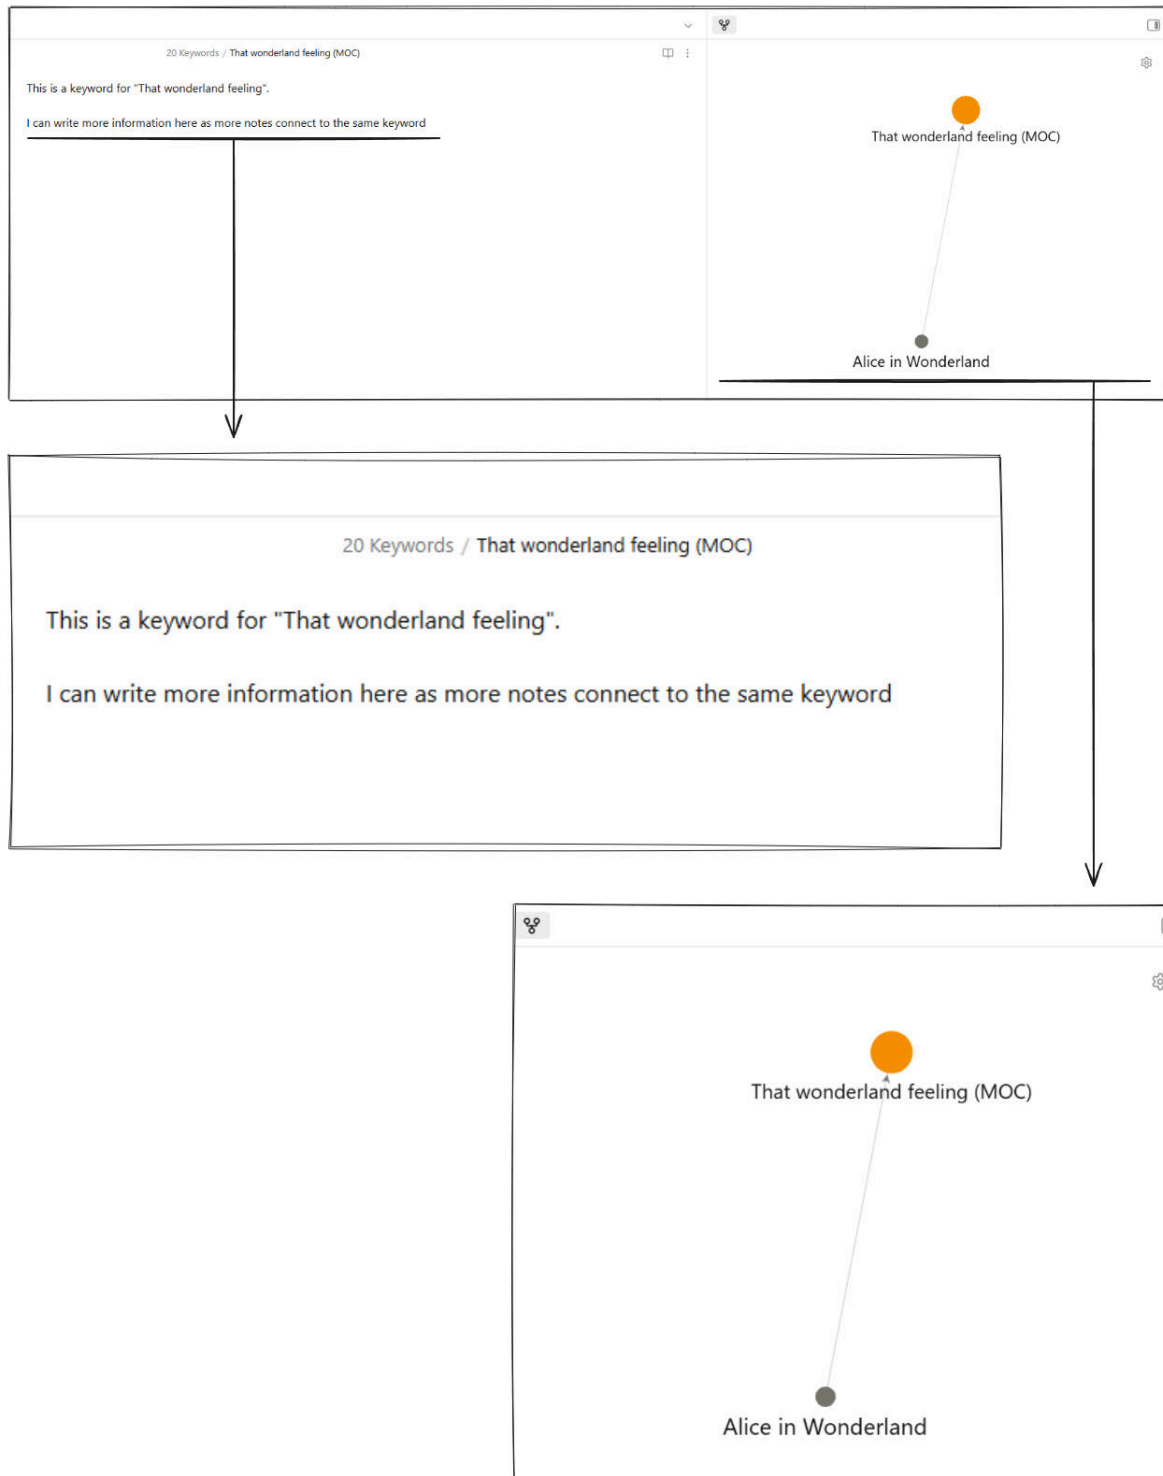 20 Keywords / That wonderland feeling (MOC)
This is a keyword for "That wonderland feeling".
I can write more information here as more notes connect to the same keyword
That wonderland feeling (MOC)
Alice in Wonderland
20 Keywords / That wonderland feeling (MOC)
This is a keyword for "That wonderland feeling".
I can write more information here as more notes connect to the same keyword
That wonderland feeling (MOC)
Alice in Wonderland